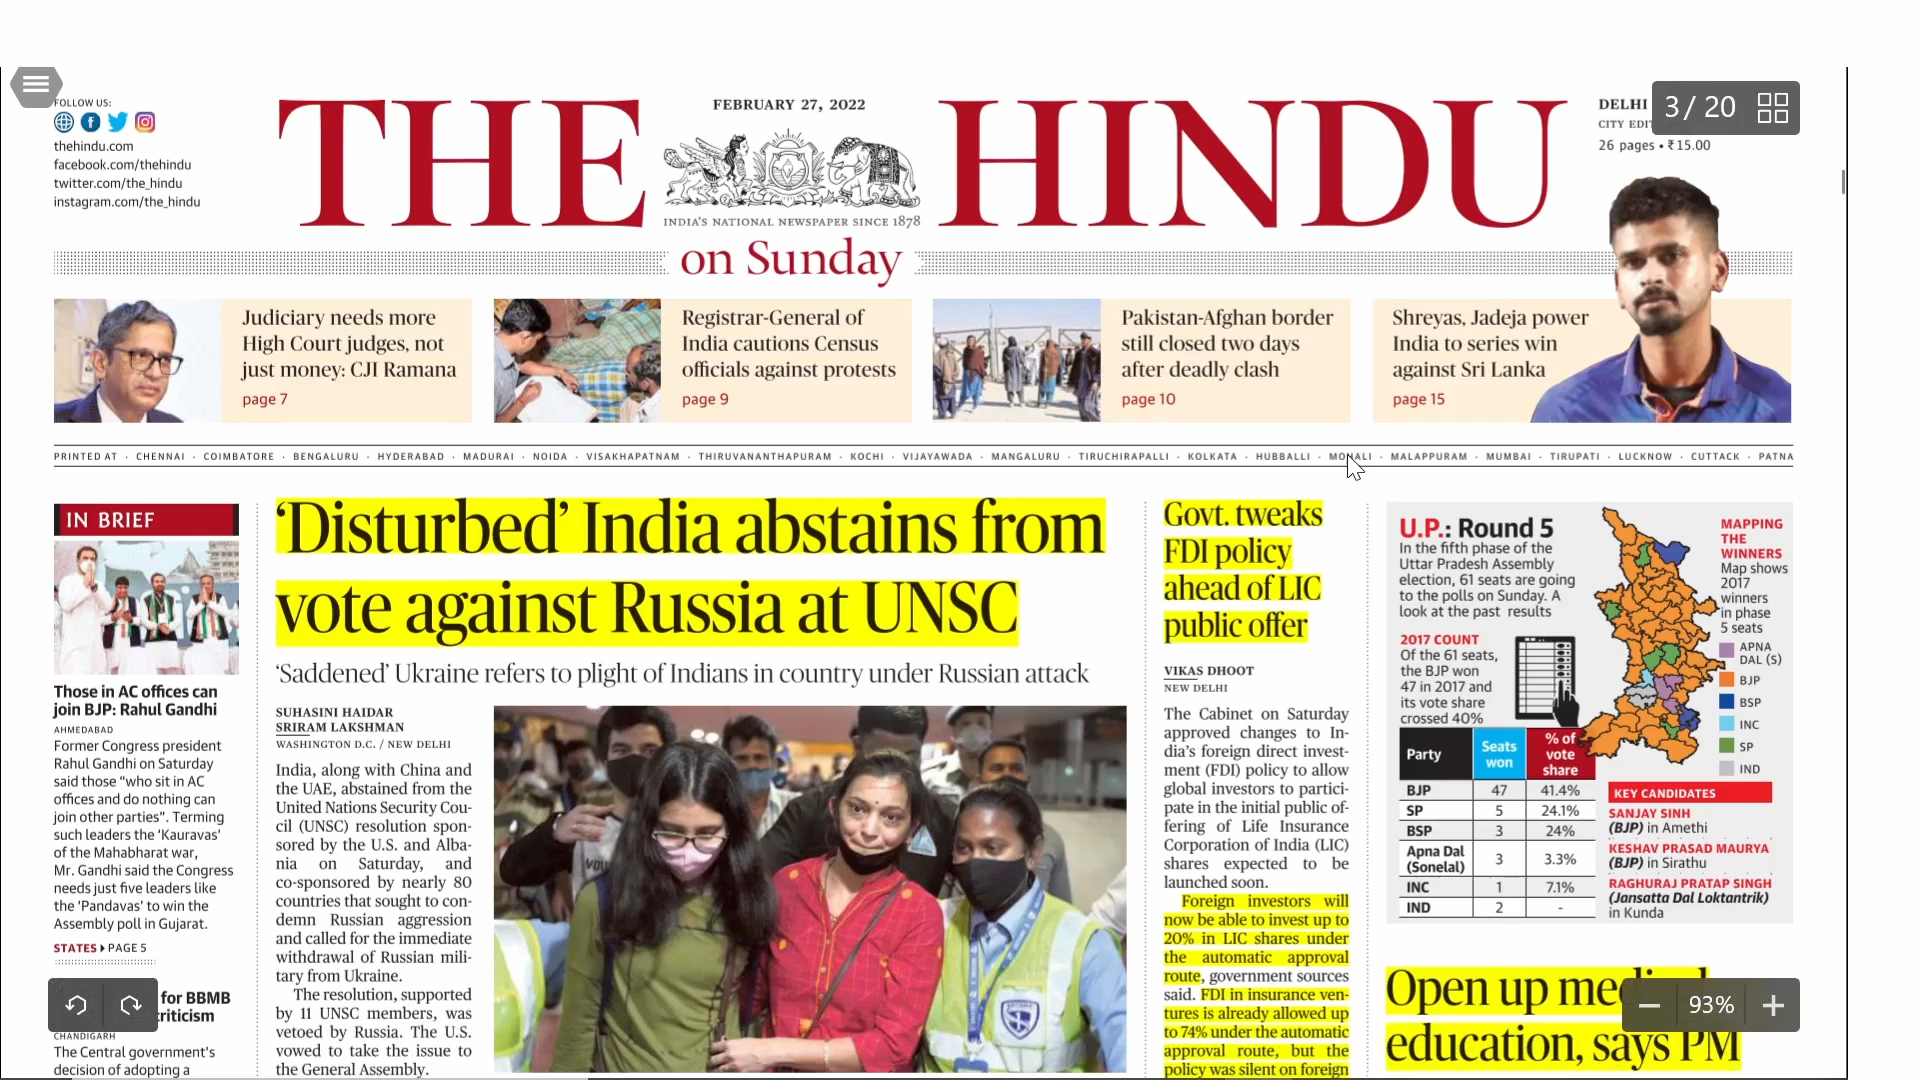 FOLLOW US:
thehindu.com
facebook.com/thehindu
twitter.com/the_hindu
instagram.com/the_hindu
THE HINDU
FEBRUARY 27, 2022
INDIA'S NATIONAL NEWSPAPER SINCE 1878
on Sunday
DELHI
CITY
26 pages • ₹15.00
3/ 20
Judiciary needs more
High Court judges, not
just money: CJI Ramana
page 7
Registrar-General of
India cautions Census
officials against protests
page 9
Pakistan-Afghan border
still closed two days
after deadly clash
page 10
Shreyas, Jadeja power
India to series win
against Sri Lanka
page 15
PRINTED AT · CHENNAI · COIMBATORE · BENGALURU · HYDERABAD · MADURAI · NOIDA · VISAKHAPATNAM · THIRUVANANTHAPURAM · KOCHI · VIJAYAWADA · MANGALURU · TIRUCHIRAPALLI · KOLKATA · HUBBALLI · MOHALI · MALAPPURAM · MUMBAI · TIRUPATI · LUCKNOW · CUTTACK · PATNA
IN BRIEF
Those in AC offices can
join BJP: Rahul Gandhi
AHMEDABAD
Former Congress president
Rahul Gandhi on Saturday
said those “who sit in AC
offices and do nothing can
join other parties”. Terming
such leaders the ‘Kauravas’
of the Mahabharat war,
Mr. Gandhi said the Congress
needs just five leaders like
the ‘Pandavas’ to win the
Assembly poll in Gujarat.
STATES PAGE 5
for BBMB
criticism
CHANDIGARH
The Central government's
decision of adopting a
‘Disturbed’ India abstains from
vote against Russia at UNSC
‘Saddened’ Ukraine refers to plight of Indians in country under Russian attack
SUHASINI HAIDAR
SRIRAM LAKSHMAN
WASHINGTON D.C. / NEW DELHI
India, along with China and
the UAE, abstained from the
United Nations Security Coun-
cil (UNSC) resolution spon-
sored by the U.S. and Alba-
nia on Saturday, and
co-sponsored by nearly 80
countries that sought to con-
demn Russian aggression
and called for the immediate
withdrawal of Russian mili-
tary from Ukraine.
The resolution, supported
by 11 UNSC members, was
vetoed by Russia. The U.S.
vowed to take the issue to
the General Assembly.
Govt. tweaks
FDI policy
ahead of LIC
public offer
VIKAS DHOOT
NEW DELHI
The Cabinet on Saturday
approved changes to In-
dia’s foreign direct invest-
ment (FDI) policy to allow
global investors to partici-
pate in the initial public of-
fering of Life Insurance
Corporation of India (LIC)
shares expected to be
launched soon.
Foreign investors will
now be able to invest up to
20% in LIC shares under
the automatic approval
route, government sources
said. FDI in insurance ven-
tures is already allowed up
to 74% under the automatic
approval route, but the
policy was silent on foreign
U.P.: Round 5
In the fifth phase of the
Uttar Pradesh Assembly
election, 61 seats are going
to the polls on Sunday. A
look at the past results
2017 COUNT
Of the 61 seats,
the BJP won
47 in 2017 and
its vote share
crossed 40%
MAPPING
THE
WINNERS
Map shows
2017
winners
in phase
5 seats
APNA
DAL (S)
BJP
BSP
INC
SP
IND
Party Seats won % of vote share
BJP 47 41.4%
SP 5 24.1%
BSP 3 24%
Apna Dal (Sonelal) 3 3.3%
INC 1 7.1%
IND 2 -
KEY CANDIDATES
SANJAY SINH
(BJP) in Amethi
KESHAV PRASAD MAURYA
(BJP) in Sirathu
RAGHURAJ PRATAP SINGH
(Jansatta Dal Loktantrik)
in Kunda
Open up medical
education, says PM
93%